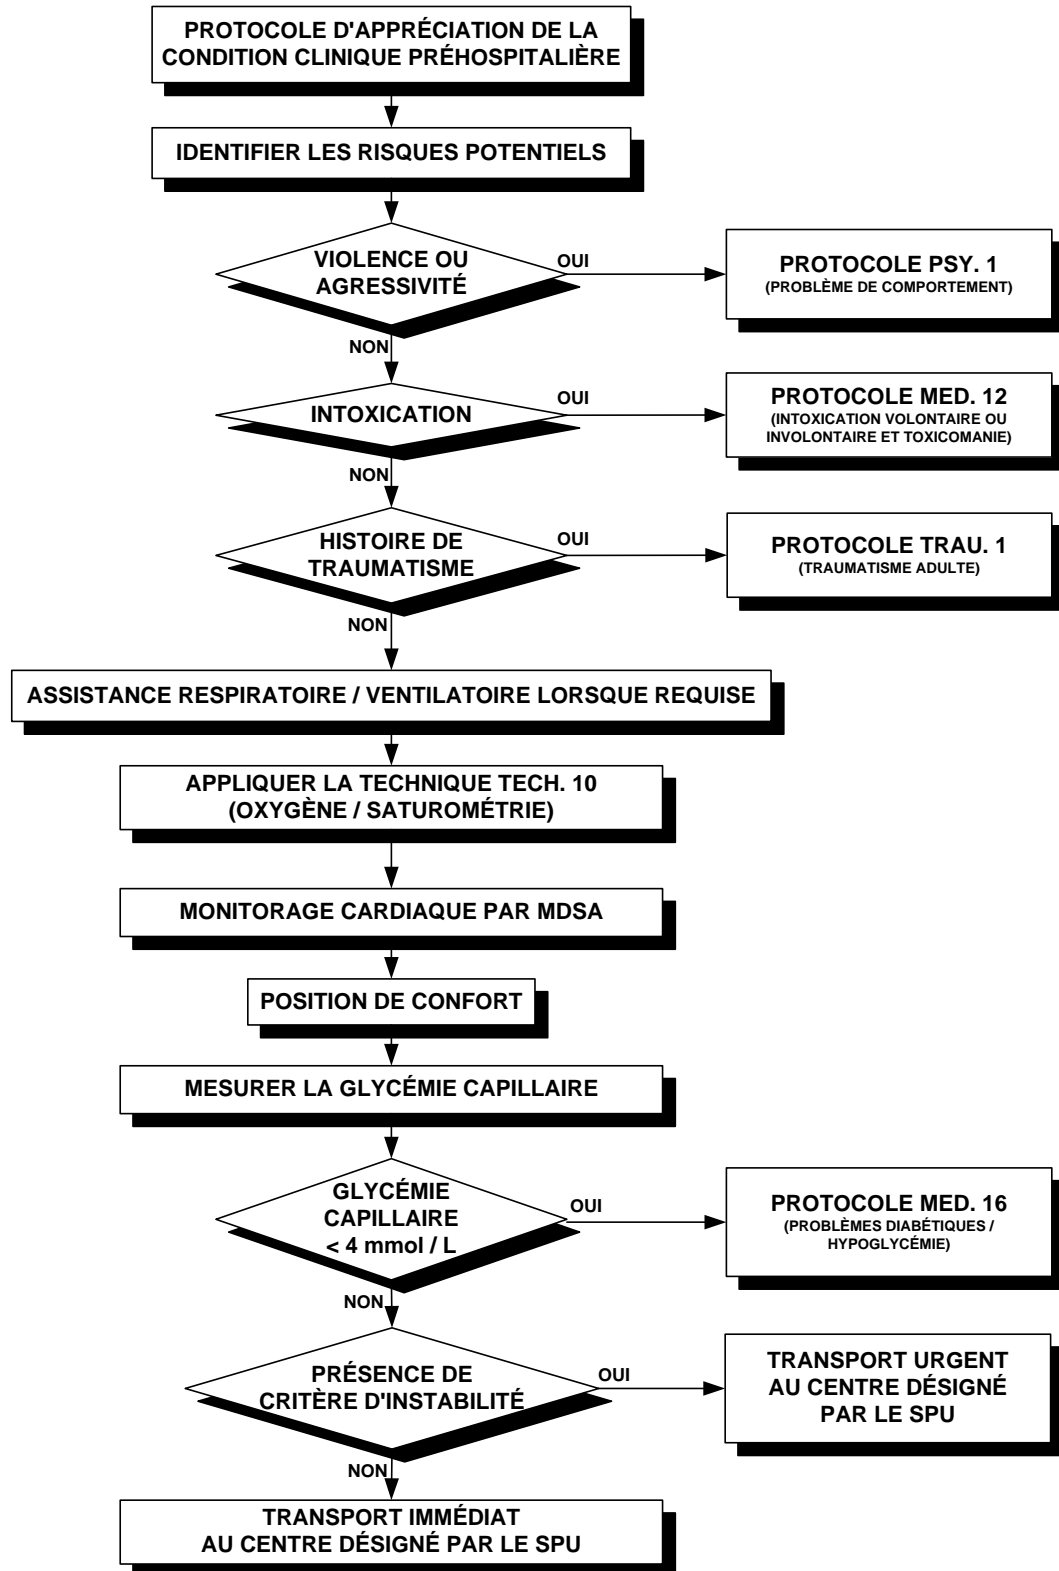 PROTOCOLE D'APPRÉCIATION DE LA
CONDITION CLINIQUE PRÉHOSPITALIÈRE
IDENTIFIER LES RISQUES POTENTIELS
VIOLENCE OU
AGRESSIVITÉ
OUI
PROTOCOLE PSY. 1
(PROBLÈME DE COMPORTEMENT)
NON
INTOXICATION
OUI
PROTOCOLE MED. 12
(INTOXICATION VOLONTAIRE OU
INVOLONTAIRE ET TOXICOMANIE)
NON
HISTOIRE DE
TRAUMATISME
OUI
PROTOCOLE TRAU. 1
(TRAUMATISME ADULTE)
NON
ASSISTANCE RESPIRATOIRE / VENTILATOIRE LORSQUE REQUISE
APPLIQUER LA TECHNIQUE TECH. 10
(OXYGÈNE / SATUROMÉTRIE)
MONITORAGE CARDIAQUE PAR MDSA
POSITION DE CONFORT
MESURER LA GLYCÉMIE CAPILLAIRE
GLYCÉMIE
CAPILLAIRE
< 4 mmol / L
OUI
PROTOCOLE MED. 16
(PROBLÈMES DIABÉTIQUES /
HYPOGLYCÉMIE)
NON
PRÉSENCE DE
CRITÈRE D'INSTABILITÉ
OUI
TRANSPORT URGENT
AU CENTRE DÉSIGNÉ
PAR LE SPU
NON
TRANSPORT IMMÉDIAT
AU CENTRE DÉSIGNÉ PAR LE SPU